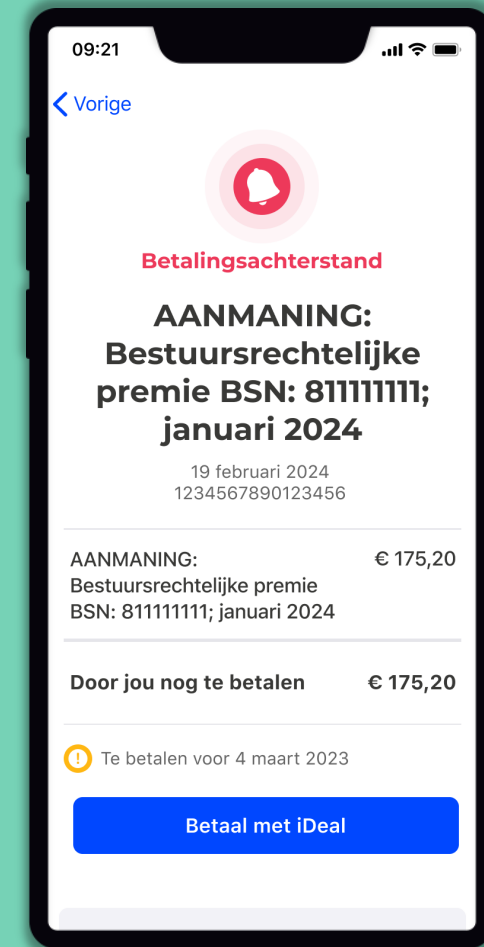 09:21
Vorige
Betalingsachterstand
AANMANING:
Bestuursrechtelijke
premie BSN: 811111111;
januari 2024
19 februari 2024
1234567890123456
AANMANING: € 175,20
Bestuursrechtelijke premie
BSN: 811111111; januari 2024
Door jou nog te betalen € 175,20
Te betalen voor 4 maart 2023
Betaal met iDeal